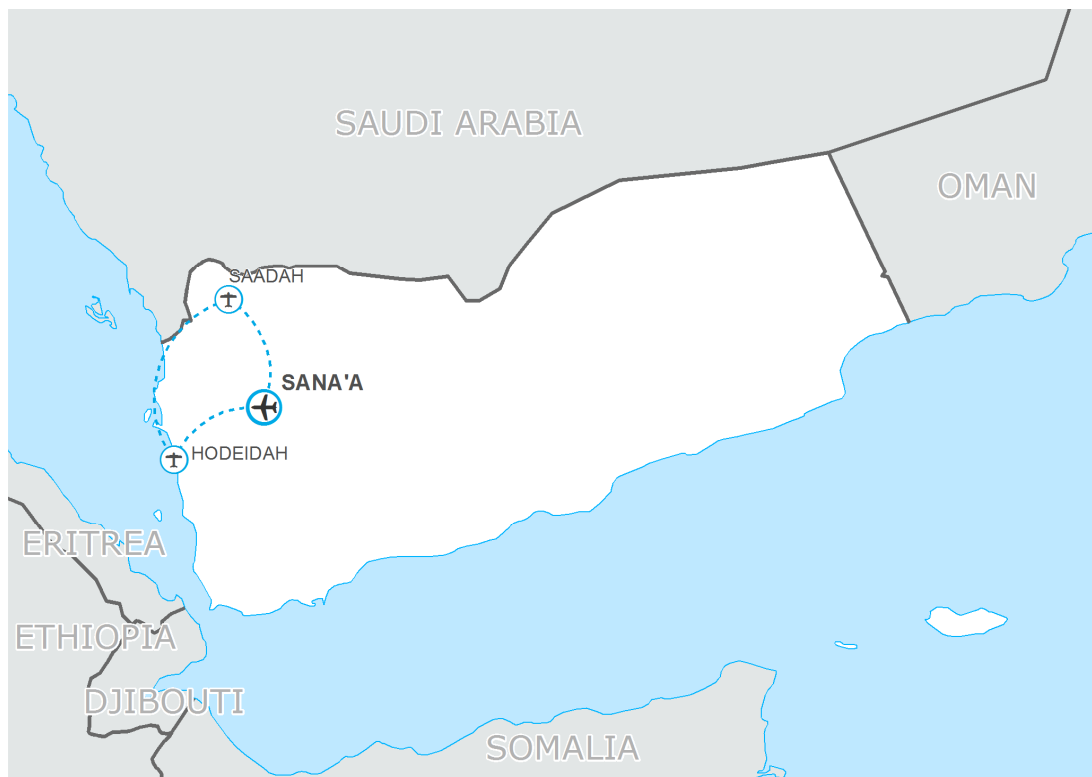 SAUDI ARABIA
OMAN
SAADAH
SANA'A
HODEIDAH
ERITREA
ETHIOPIA
DJIBOUTI
SOMALIA